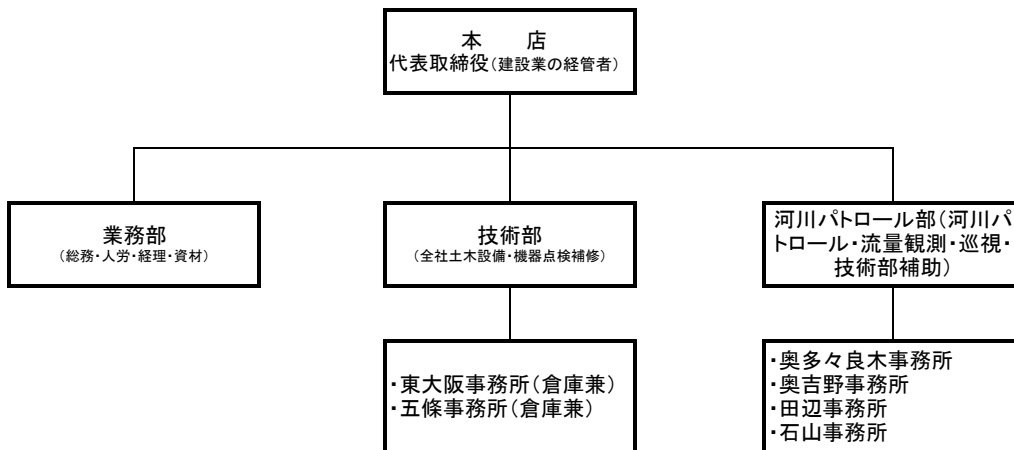 本　　店
代表取締役(建設業の経管者)
業務部
(総務・人労・経理・資材)
技術部
(全社土木設備・機器点検補修)
河川パトロール部(河川パ
トロール・流量観測・巡視・
技術部補助)
・東大阪事務所(倉庫兼)
・五條事務所(倉庫兼)
・奥多々良木事務所
・奥吉野事務所
・田辺事務所
・石山事務所